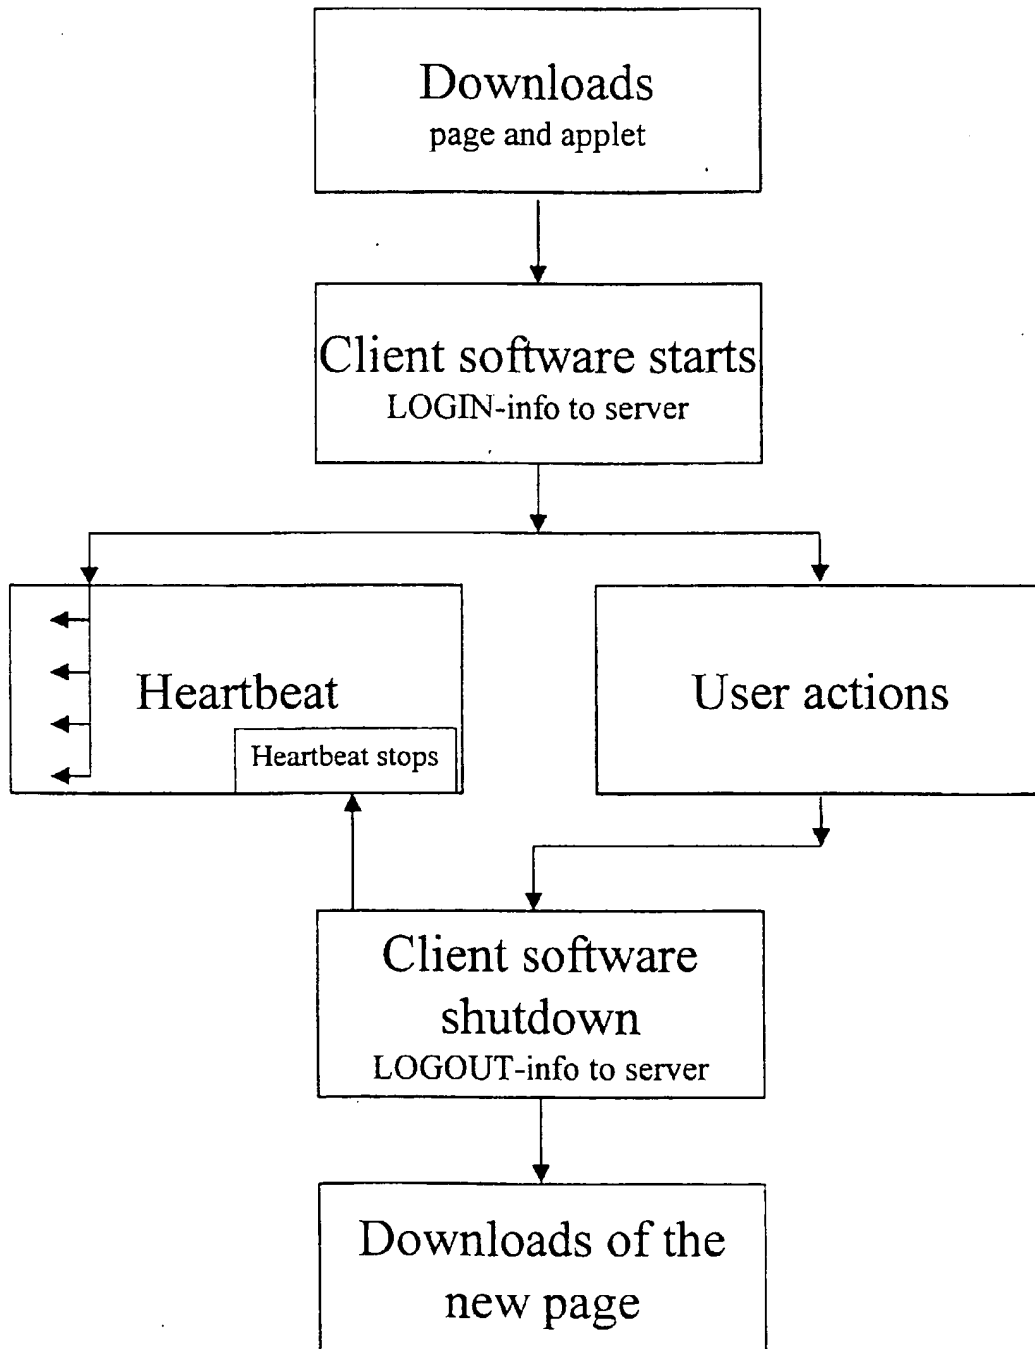 Downloads
page and applet
Client software starts
LOGIN-info to server
Heartbeat
Heartbeat stops
User actions
Client software
shutdown
LOGOUT-info to server
Downloads of the
new page